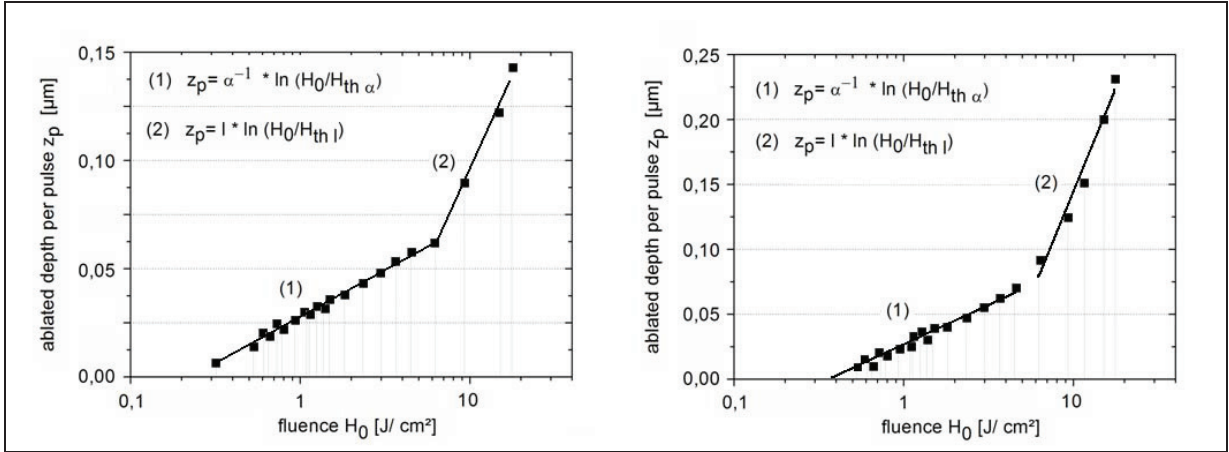 0,15
0,10
0,05
0,00
ablated depth per pulse zp [µm]
(1) zp= α⁻¹ * ln (H0/Hth α)
(2) zp= l * ln (H0/Hth l)
(2)
(1)
0,1 1 10
fluence H0 [J/ cm²]
0,25
0,20
0,15
0,10
0,05
0,00
ablated depth per pulse zp [µm]
(1) zp= α⁻¹ * ln (H0/Hth α)
(2) zp= l * ln (H0/Hth l)
(2)
(1)
0,1 1 10
fluence H0 [J/ cm²]